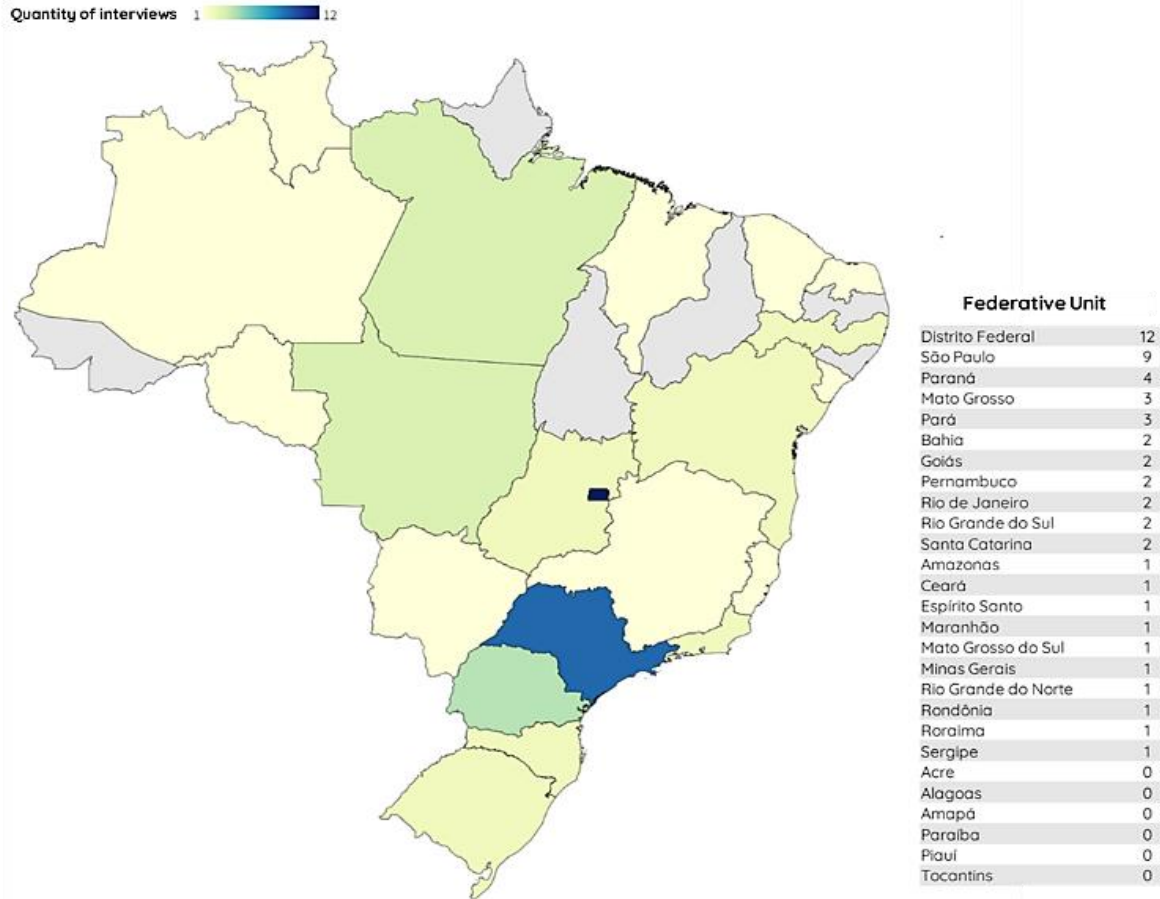 Quantity of interviews 1 12
Federative Unit
Distrito Federal 12
São Paulo 9
Paraná 4
Mato Grosso 3
Pará 3
Bahia 2
Goiás 2
Pernambuco 2
Rio de Janeiro 2
Rio Grande do Sul 2
Santa Catarina 2
Amazonas 1
Ceará 1
Espírito Santo 1
Maranhão 1
Mato Grosso do Sul 1
Minas Gerais 1
Rio Grande do Norte 1
Rondônia 1
Roraima 1
Sergipe 1
Acre 0
Alagoas 0
Amapá 0
Paraíba 0
Piauí 0
Tocantins 0